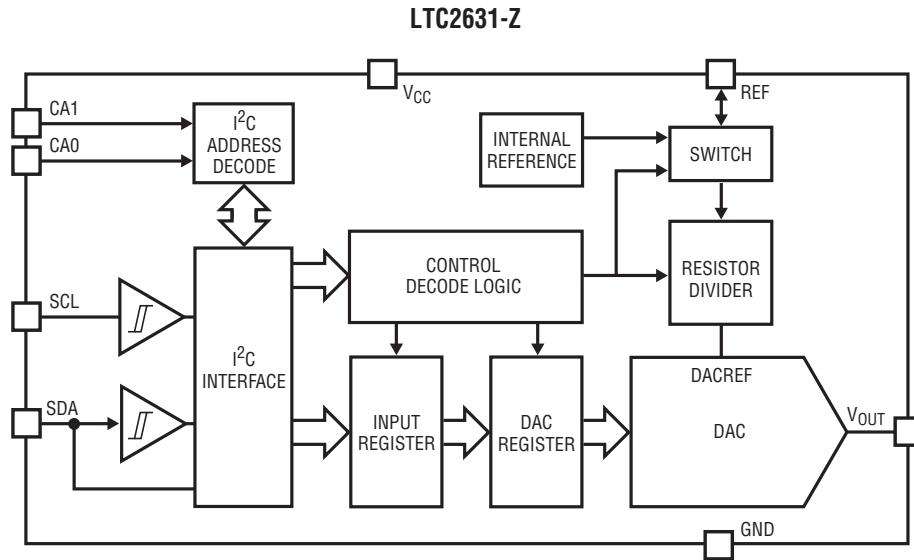 LTC2631-Z
CA1
CA0
I²C
ADDRESS
DECODE
VCC
REF
INTERNAL
REFERENCE
SWITCH
CONTROL
DECODE LOGIC
RESISTOR
DIVIDER
SCL
I²C
INTERFACE
SDA
INPUT
REGISTER
DAC
REGISTER
DACREF
DAC
VOUT
GND